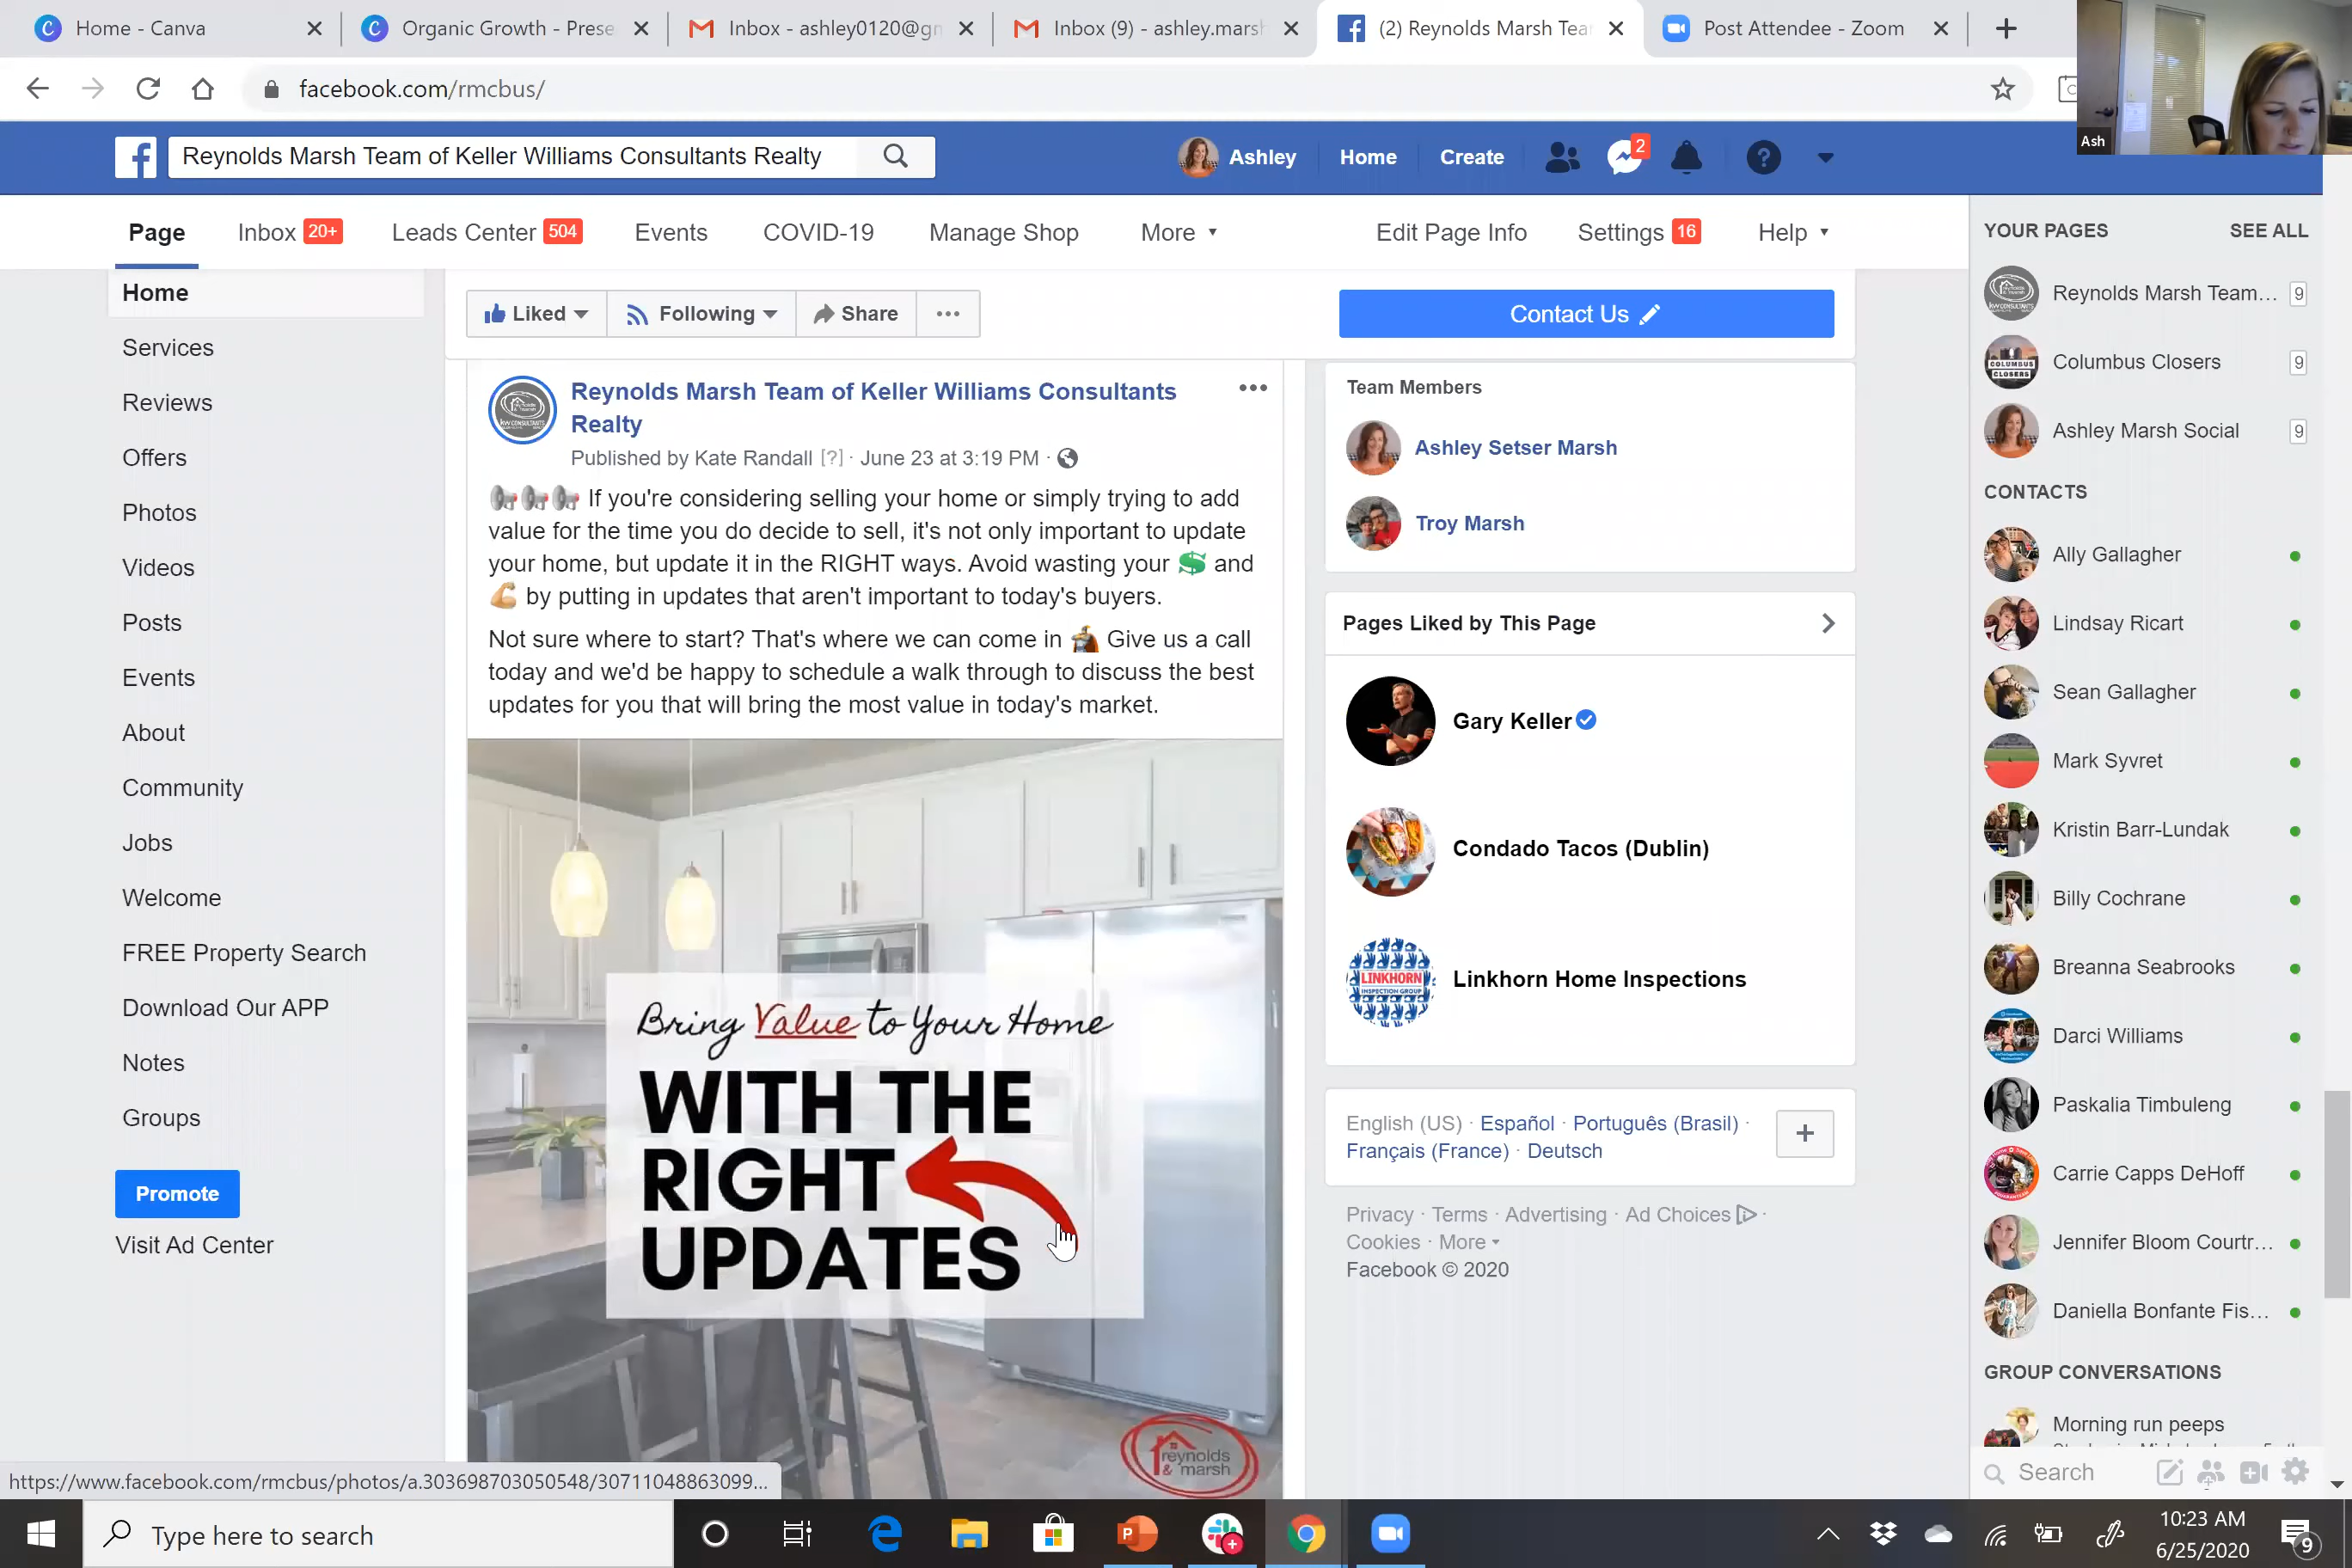 Home - Canva
Organic Growth - Prese
Inbox - ashley0120@gm
Inbox (9) - ashley.marsh
(2) Reynolds Marsh Tea
Post Attendee - Zoom
facebook.com/rmcbus/
Ash
Reynolds Marsh Team of Keller Williams Consultants Realty
Ashley
Home
Create
2
Page
Inbox 20+
Leads Center 504
Events
COVID-19
Manage Shop
More
Edit Page Info
Settings 16
Help
Home
Services
Reviews
Offers
Photos
Videos
Posts
Events
About
Community
Jobs
Welcome
FREE Property Search
Download Our APP
Notes
Groups
Promote
Visit Ad Center
Liked
Following
Share
Contact Us
Reynolds Marsh Team of Keller Williams Consultants
Realty
Published by Kate Randall [?] · June 23 at 3:19 PM ·
If you're considering selling your home or simply trying to add
value for the time you do decide to sell, it's not only important to update
your home, but update it in the RIGHT ways. Avoid wasting your 💲 and
💪 by putting in updates that aren't important to today's buyers.
Not sure where to start? That's where we can come in Give us a call
today and we'd be happy to schedule a walk through to discuss the best
updates for you that will bring the most value in today's market.
Bring Value to Your Home
WITH THE
RIGHT
UPDATES
reynolds
& marsh
Team Members
Ashley Setser Marsh
Troy Marsh
Pages Liked by This Page
Gary Keller
Condado Tacos (Dublin)
LINKHORN
INSPECTION GROUP
Linkhorn Home Inspections
English (US) · Español · Português (Brasil) ·
Français (France) · Deutsch
Privacy · Terms · Advertising · Ad Choices ·
Cookies · More
Facebook © 2020
YOUR PAGES
SEE ALL
Reynolds Marsh Team... 9
Columbus Closers 9
Ashley Marsh Social 9
CONTACTS
Ally Gallagher
Lindsay Ricart
Sean Gallagher
Mark Syvret
Kristin Barr-Lundak
Billy Cochrane
Breanna Seabrooks
Darci Williams
Paskalia Timbuleng
Carrie Capps DeHoff
Jennifer Bloom Courtr...
Daniella Bonfante Fis...
GROUP CONVERSATIONS
Morning run peeps
Search
https://www.facebook.com/rmcbus/photos/a.303698703050548/30711048863099...
Type here to search
10:23 AM
6/25/2020
9